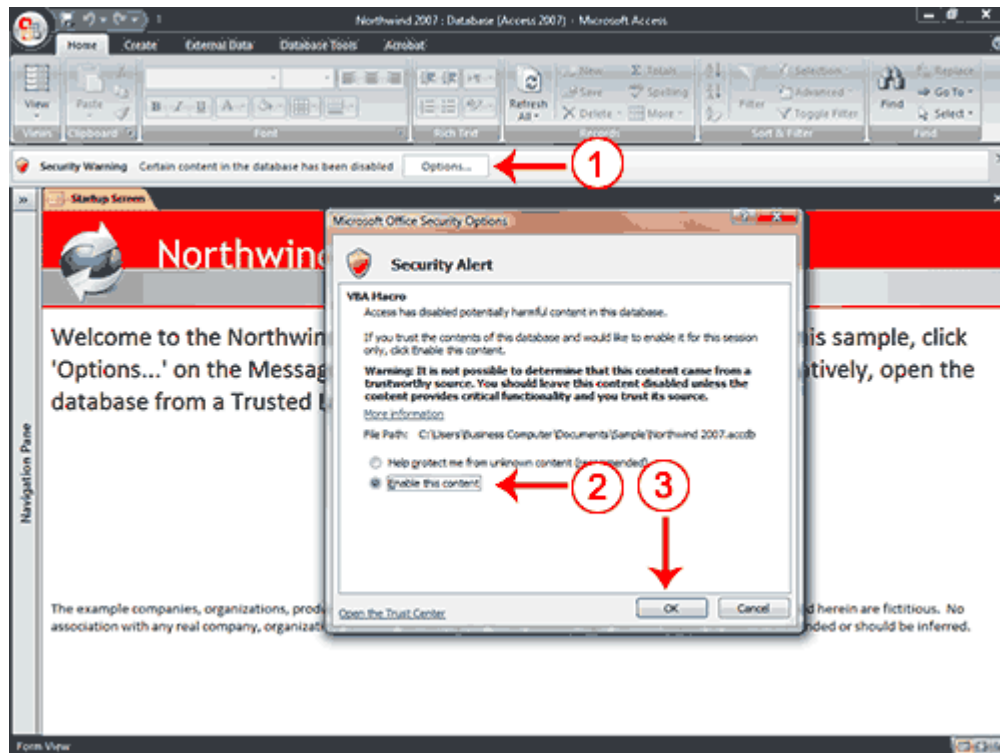 Northwind 2007 : Database (Access 2007) - Microsoft Access
Home Create External Data Database Tools Acrobat
View Paste B I U A Refresh All New Save Delete Σ Totals Spelling More Filter Selection Advanced Toggle Filter Find Replace Go To Select
Views Clipboard Font Rich Text Records Sort & Filter Find
Security Warning Certain content in the database has been disabled Options... 1
» Startup Screen
Northwind
Microsoft Office Security Options
Security Alert
VBA Macro
Access has disabled potentially harmful content in this database.
If you trust the contents of this database and would like to enable it for this session
only, click Enable this content.
Warning: It is not possible to determine that this content came from a
trustworthy source. You should leave this content disabled unless the
content provides critical functionality and you trust its source.
More information
File Path: C:\Users\Business Computer\Documents\Sample\Northwind 2007.accdb
Help protect me from unknown content (recommended)
Enable this content 2 3
Open the Trust Center OK Cancel
Welcome to the Northwin is sample, click
'Options...' on the Messag atively, open the
database from a Trusted
Navigation Pane
The example companies, organizations, prod d herein are fictitious. No
association with any real company, organizati nded or should be inferred.
Form View